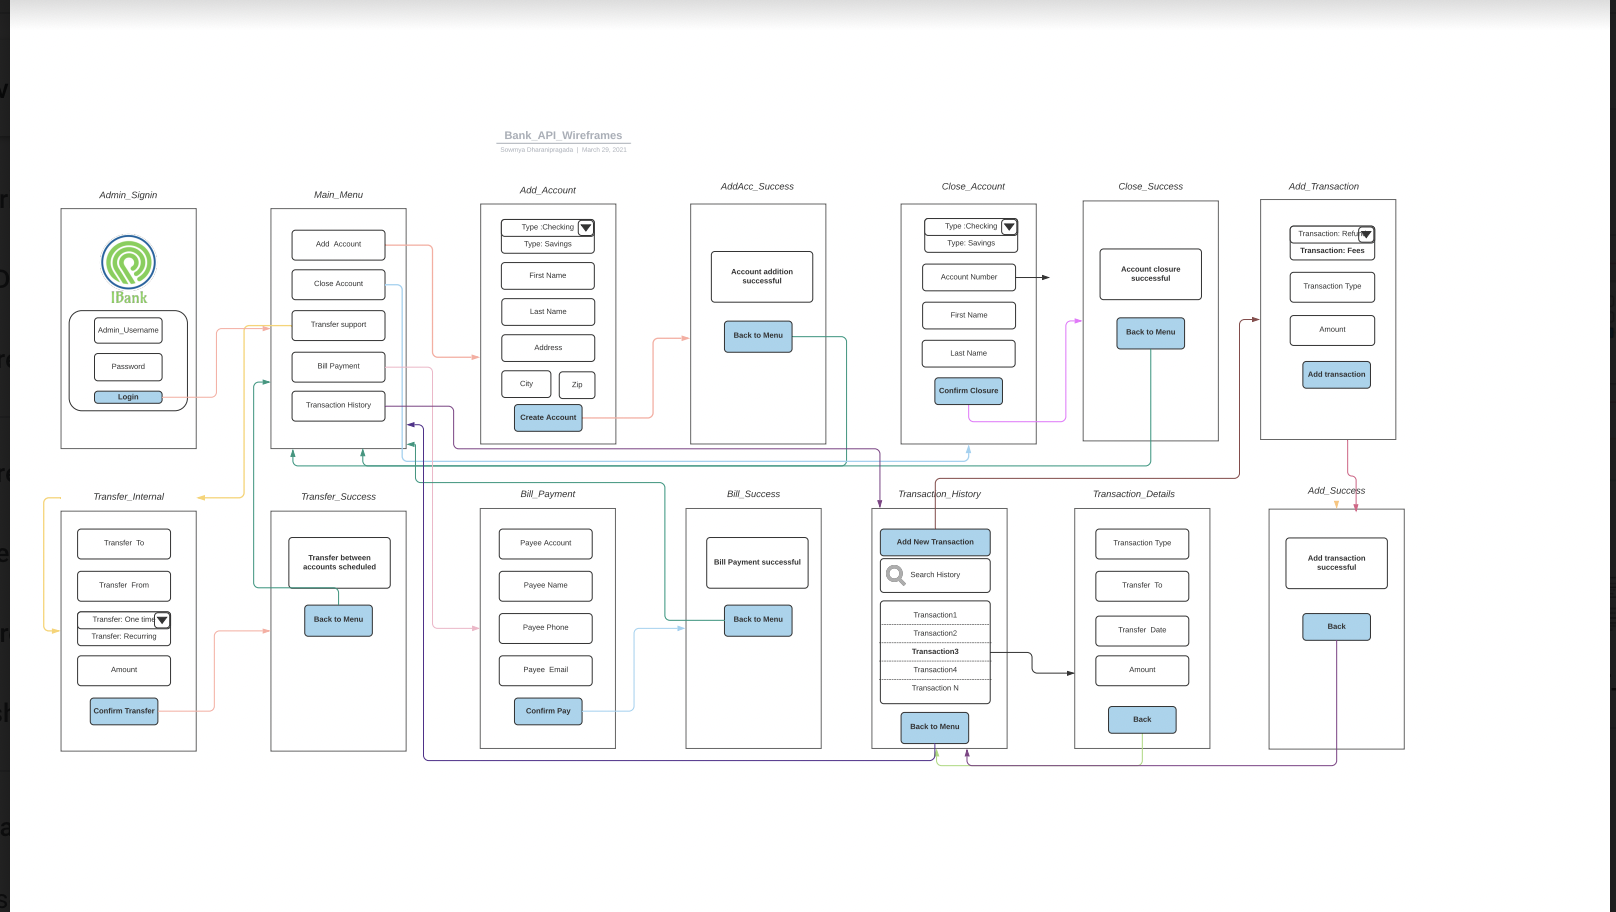 Bank_API_Wireframes
Sowmya Dharanipragada | March 29, 2021
Admin_Signin
IBank
Admin_Username
Password
Login
Main_Menu
Add Account
Close Account
Transfer support
Bill Payment
Transaction History
Add_Account
Type :Checking
Type: Savings
First Name
Last Name
Address
City
Zip
Create Account
AddAcc_Success
Account addition
successful
Back to Menu
Close_Account
Type :Checking
Type: Savings
Account Number
First Name
Last Name
Confirm Closure
Close_Success
Account closure
successful
Back to Menu
Add_Transaction
Transaction:
Transaction: Fees
Transaction Type
Amount
Add transaction
Transfer_Internal
Transfer To
Transfer From
Transfer: One time
Transfer: Recurring
Amount
Confirm Transfer
Transfer_Success
Transfer between
accounts scheduled
Back to Menu
Bill_Payment
Payee Account
Payee Name
Payee Phone
Payee Email
Confirm Pay
Bill_Success
Bill Payment successful
Back to Menu
Transaction_History
Add New Transaction
Search History
Transaction1
Transaction2
Transaction3
Transaction4
Transaction N
Back to Menu
Transaction_Details
Transaction Type
Transfer To
Transfer Date
Amount
Back
Add_Success
Add transaction
successful
Back